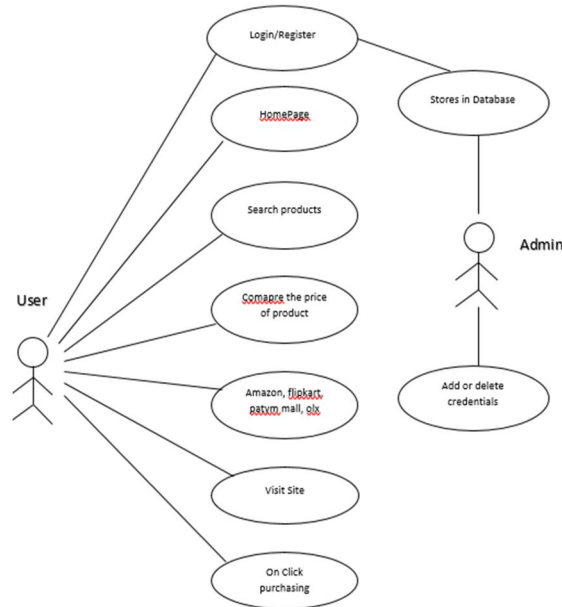 Login/Register
Stores in Database
HomePage
Search products
Admin
User
Comapre the price
of product
Amazon, flipkart,
patym mall, olx
Add or delete
credentials
Visit Site
On Click
purchasing